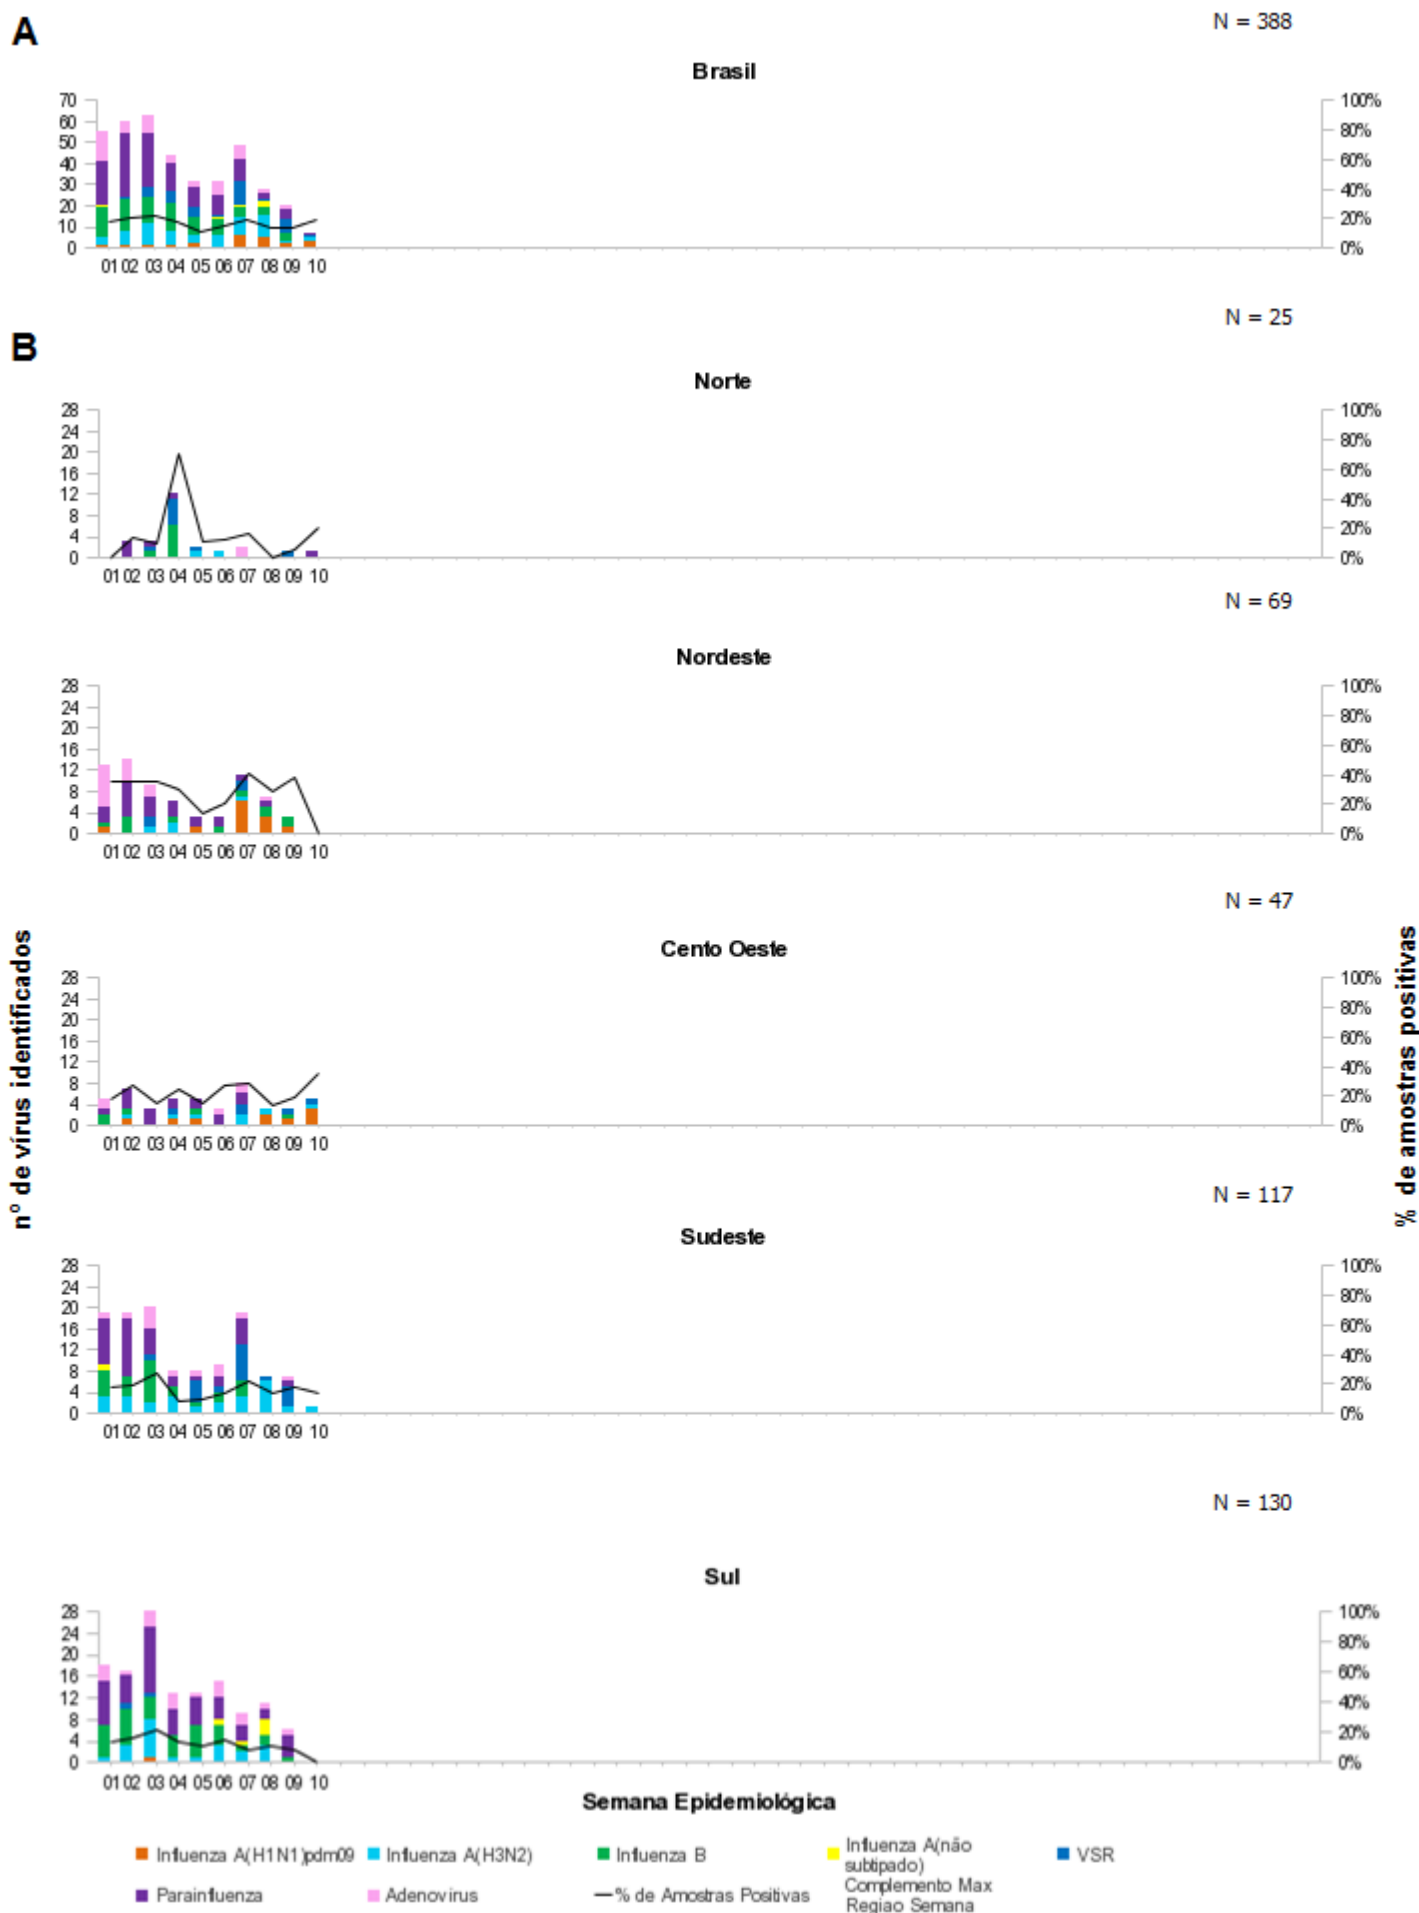 A
N = 388
Brasil
70
60
50
40
30
20
10
0
100%
80%
60%
40%
20%
0%
01 02 03 04 05 06 07 08 09 10
N = 25
B
Norte
28
24
20
16
12
8
4
0
100%
80%
60%
40%
20%
0%
01 02 03 04 05 06 07 08 09 10
N = 69
Nordeste
28
24
20
16
12
8
4
0
100%
80%
60%
40%
20%
0%
01 02 03 04 05 06 07 08 09 10
N = 47
Cento Oeste
28
24
20
16
12
8
4
0
100%
80%
60%
40%
20%
0%
01 02 03 04 05 06 07 08 09 10
nº de vírus identificados
% de amostras positivas
N = 117
Sudeste
28
24
20
16
12
8
4
0
100%
80%
60%
40%
20%
0%
01 02 03 04 05 06 07 08 09 10
N = 130
Sul
28
24
20
16
12
8
4
0
100%
80%
60%
40%
20%
0%
01 02 03 04 05 06 07 08 09 10
Semana Epidemiológica
Influenza A(H1N1)pdm09
Influenza A(H3N2)
Influenza B
Influenza A(não
subtipado)
VSR
Parainfluenza
Adenovírus
% de Amostras Positivas
Complemento Max
Regiao Semana